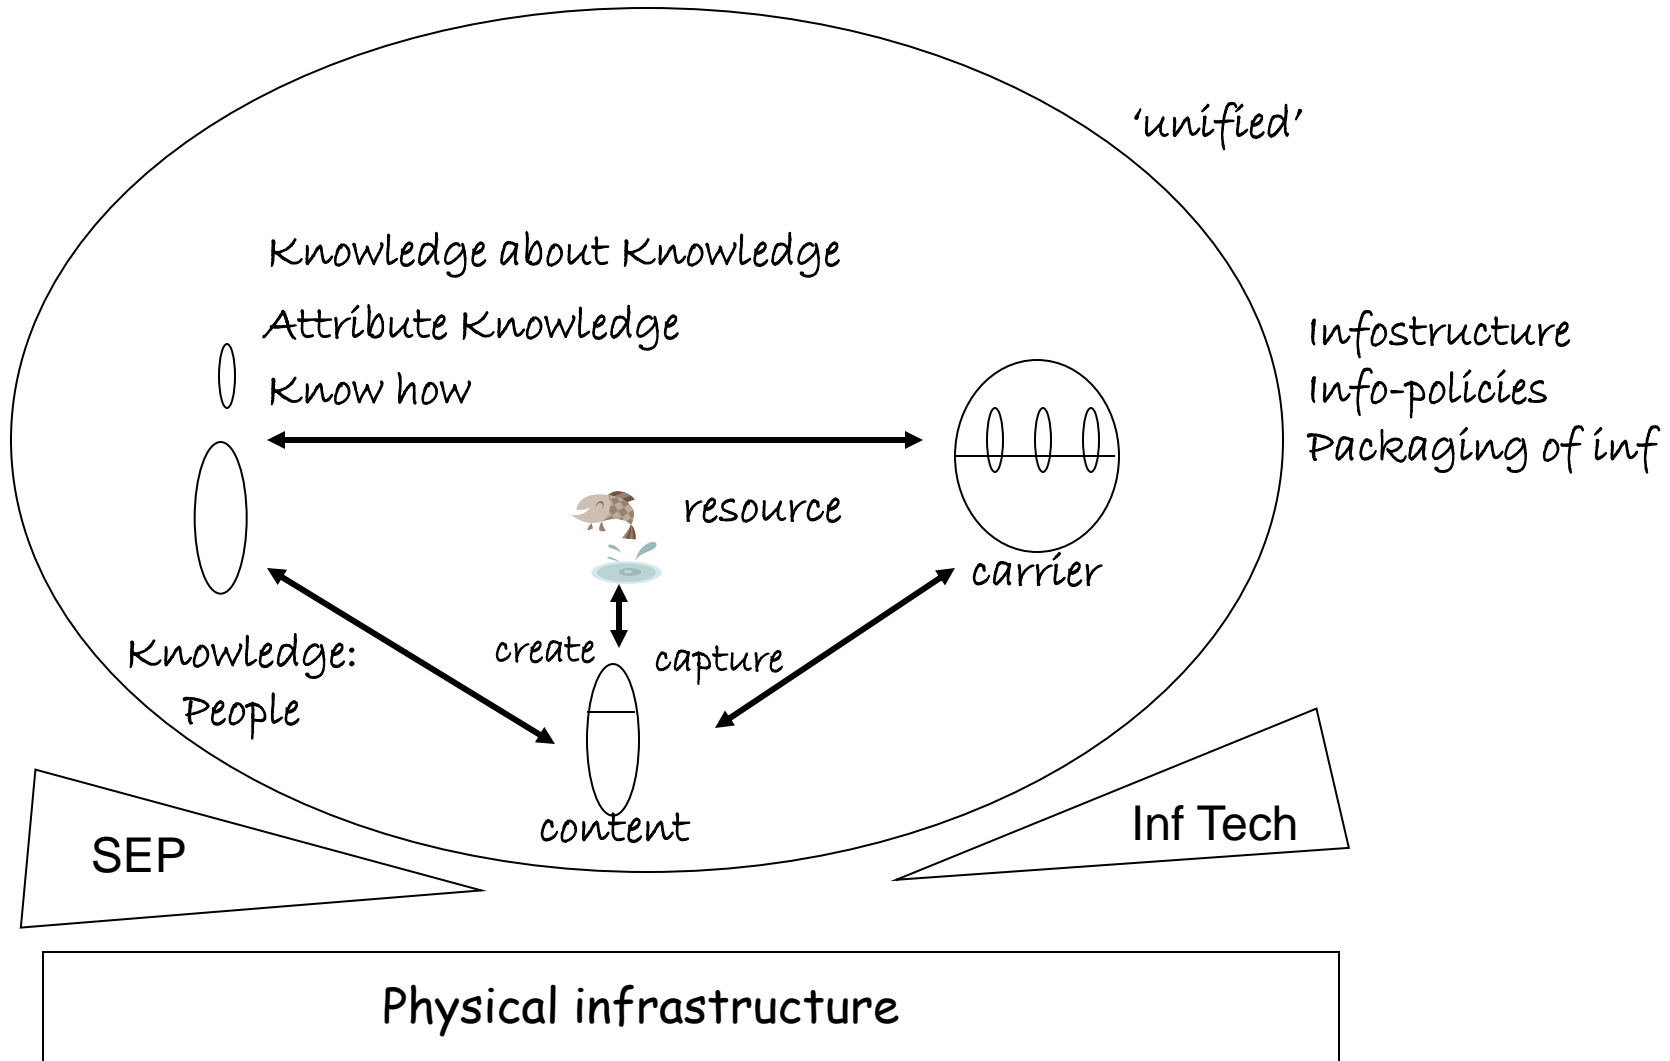 ‘unified’
Knowledge about Knowledge
Attribute Knowledge
Know how
Infostructure
Info-policies
Packaging of inf
resource
carrier
create
capture
Knowledge:
People
content
SEP
Inf Tech
Physical infrastructure